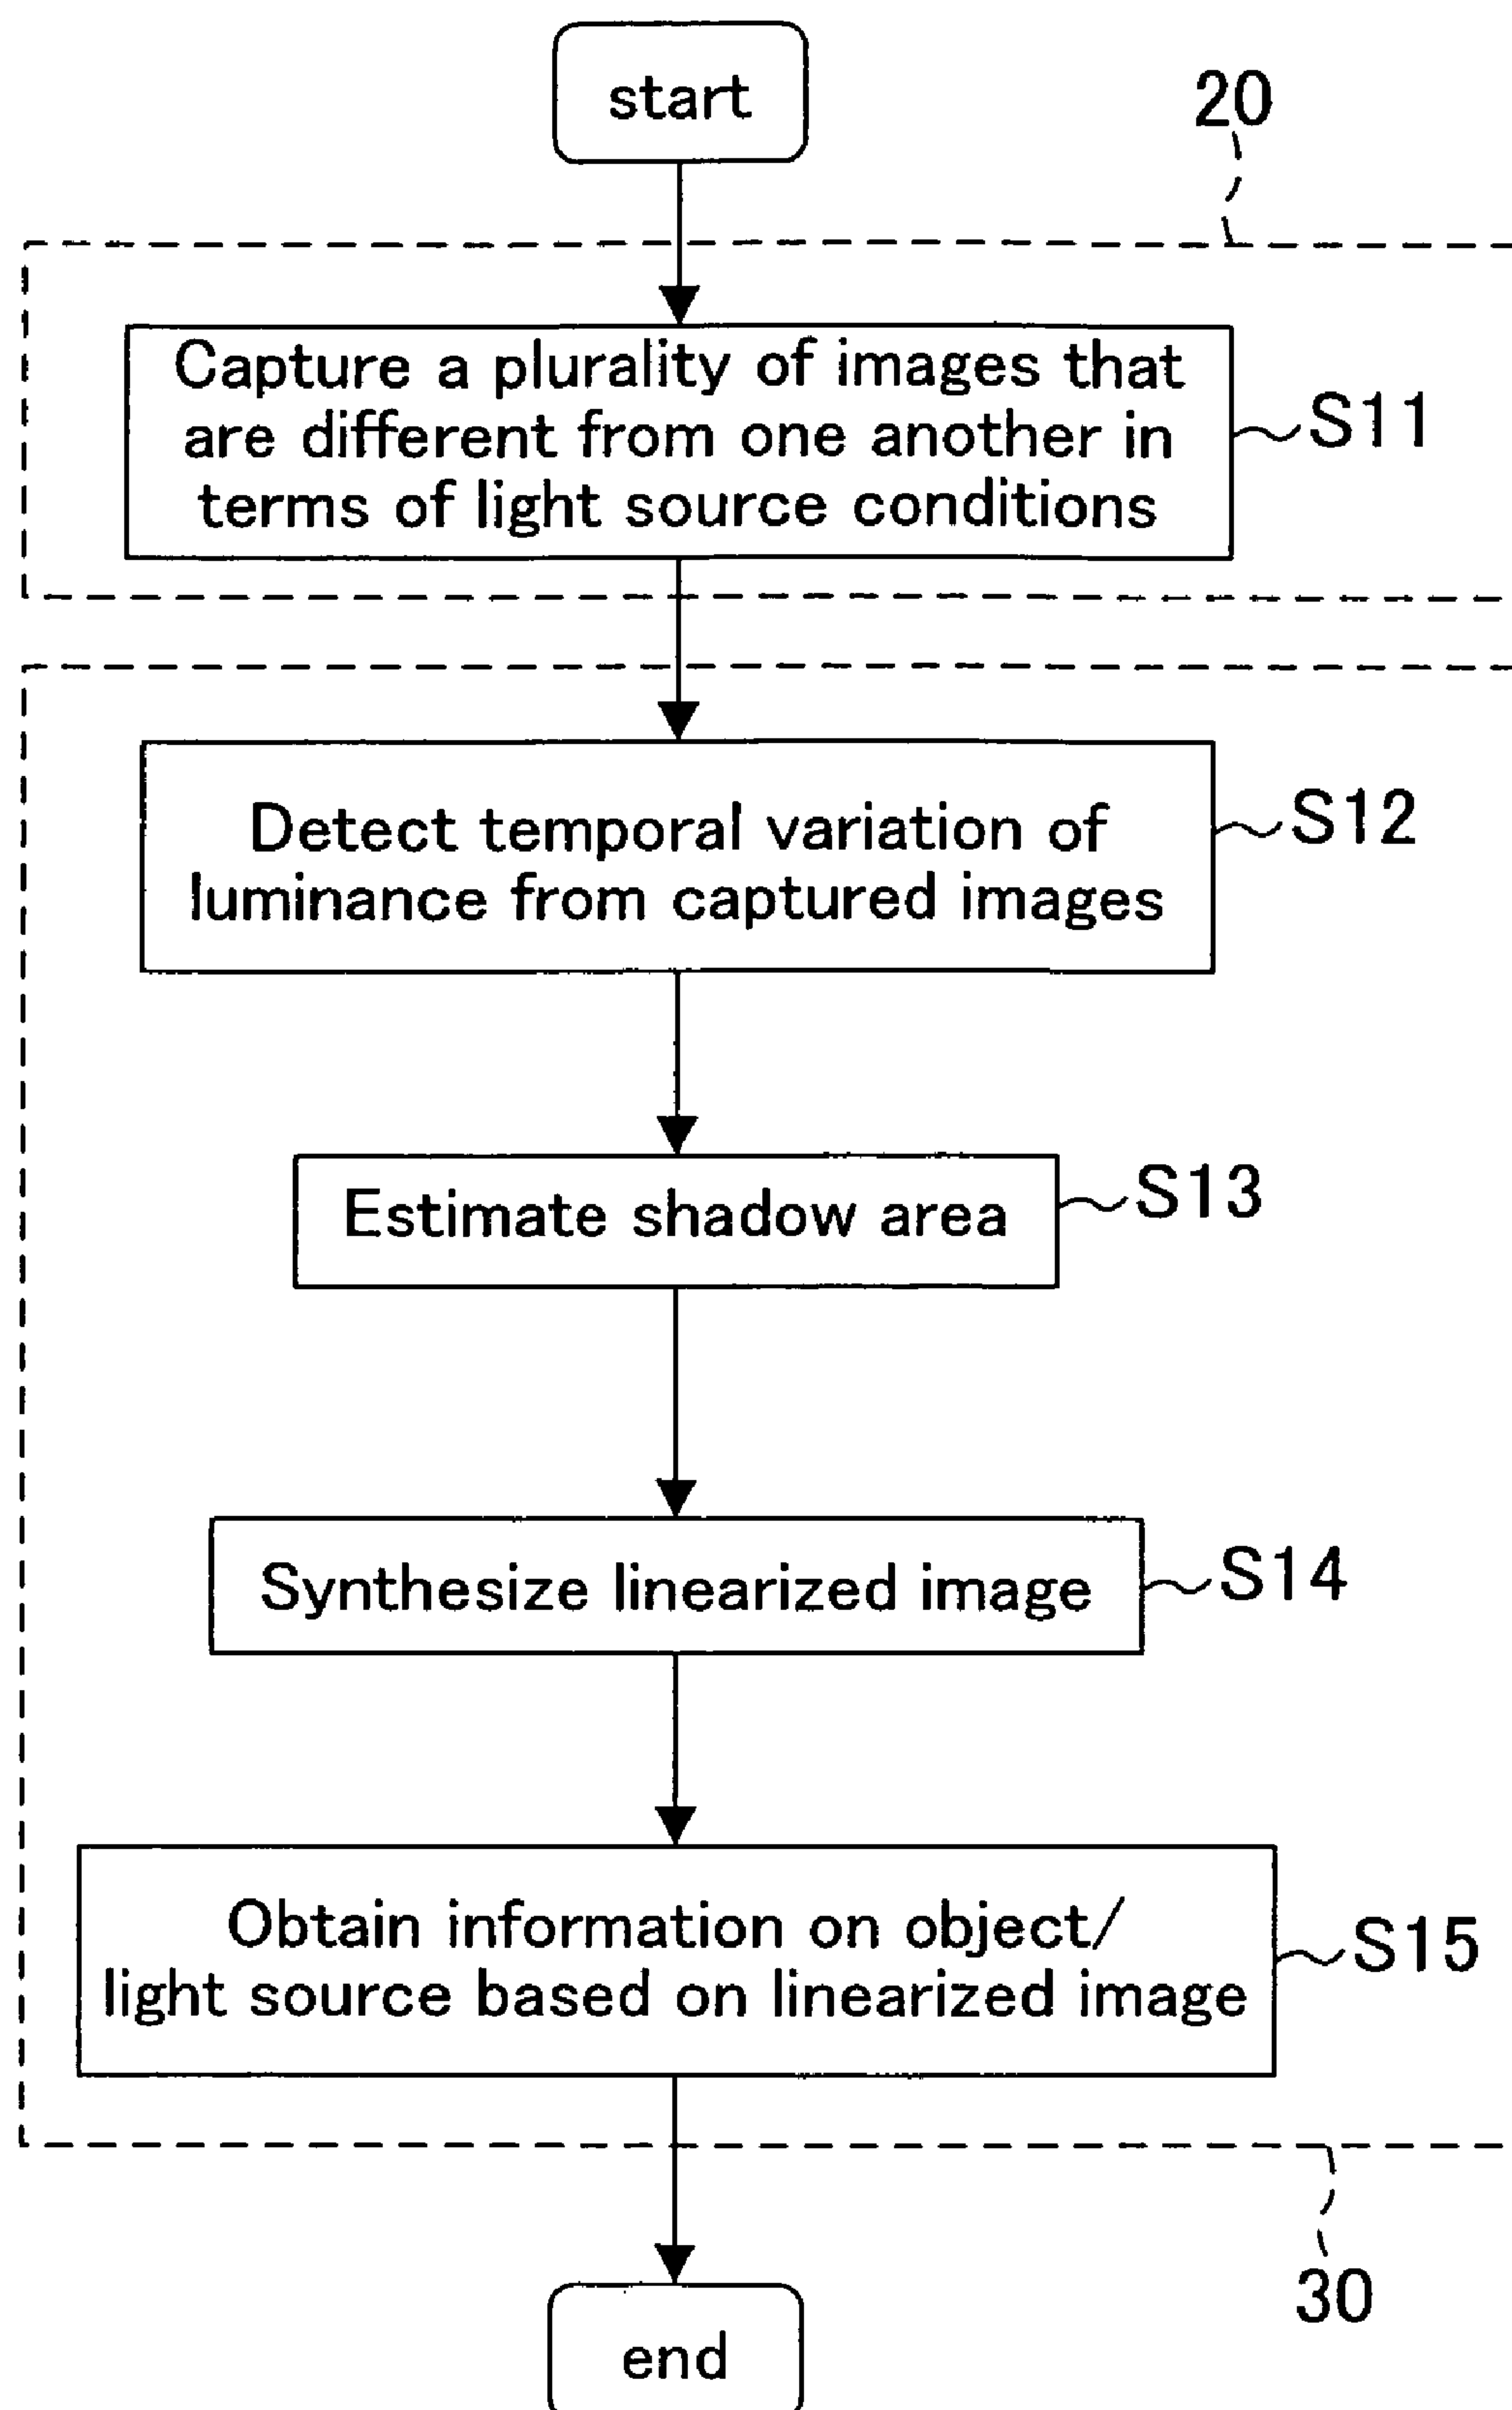 start
20
Capture a plurality of images that
are different from one another in
terms of light source conditions
S11
Detect temporal variation of
luminance from captured images
S12
Estimate shadow area
S13
Synthesize linearized image
S14
Obtain information on object/
light source based on linearized image
S15
30
end